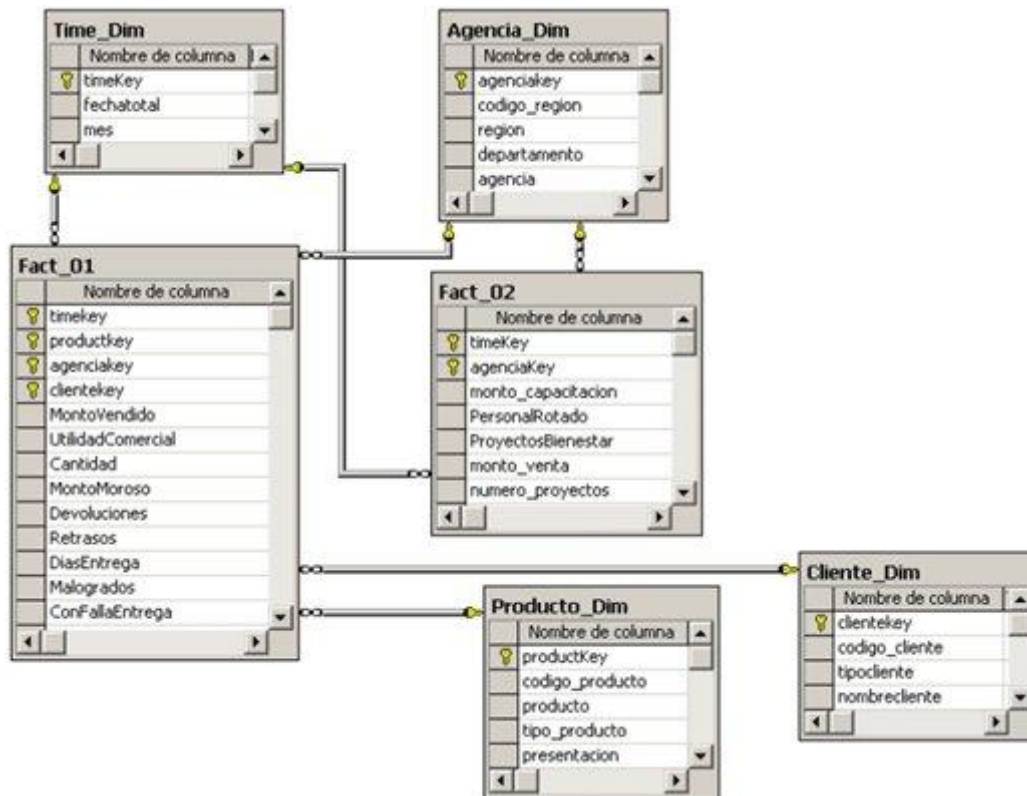 Time_Dim
Nombre de columna
timeKey
fechatotal
mes
Agencia_Dim
Nombre de columna
agenciakey
codigo_region
region
departamento
agencia
Fact_01
Nombre de columna
timekey
productkey
agenciakey
clientekey
MontoVendido
UtilidadComercial
Cantidad
MontoMoroso
Devoluciones
Retrasos
DiasEntrega
Malogrados
ConFallaEntrega
Fact_02
Nombre de columna
timeKey
agenciaKey
monto_capacitacion
PersonalRotado
ProyectosBienestar
monto_venta
numero_proyectos
Producto_Dim
Nombre de columna
productKey
codigo_producto
producto
tipo_producto
presentacion
Cliente_Dim
Nombre de columna
clientekey
codigo_cliente
tipocliente
nombrecliente